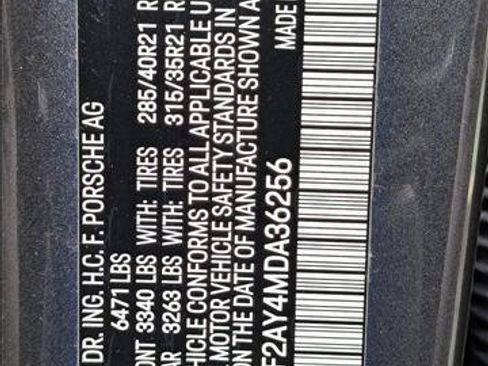 DR. ING. H.C. F. PORSCHE AG
6471 LBS
ONT 3340 LBS WITH: TIRES 285/40R21 R
AR 3263 LBS WITH: TIRES 315/35R21 R
HICLE CONFORMS TO ALL APPLICABLE U
MOTOR VEHICLE SAFETY STANDARDS IN
ON THE DATE OF MANUFACTURE SHOWN A
F2AY4MDA36256 MADE